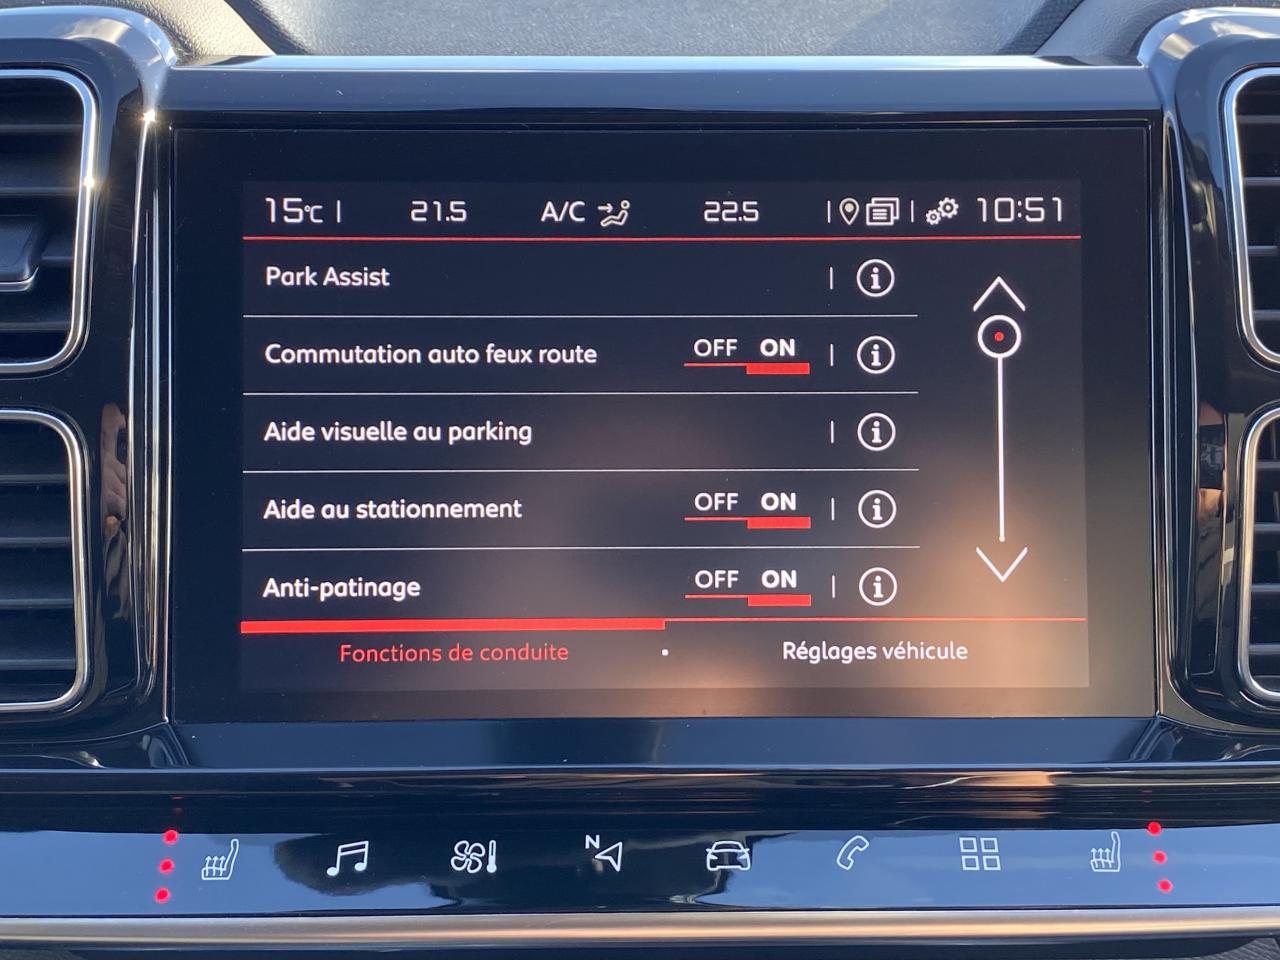 15°C 21.5 A/C 22.5 10:51
Park Assist
Commutation auto feux route OFF ON
Aide visuelle au parking
Aide au stationnement OFF ON
Anti-patinage OFF ON
Fonctions de conduite Réglages véhicule
N